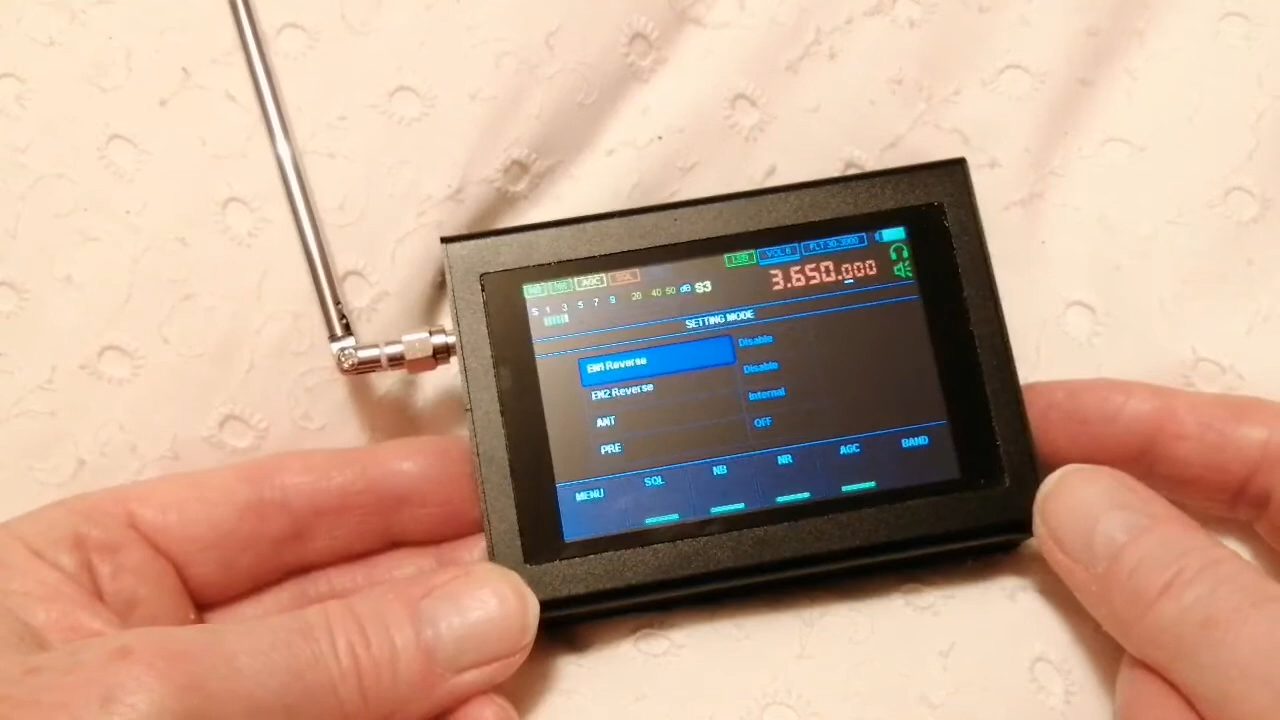 NB NR AGC SQL LSB VOL 6 FLT 30-3000
S 1 3 5 7 9 20 40 50 dB S3 3.650.000
SETTING MODE
EN1 Reverse Disable
EN2 Reverse Disable
ANT Internal
PRE OFF
MENU SQL NB NR AGC BAND